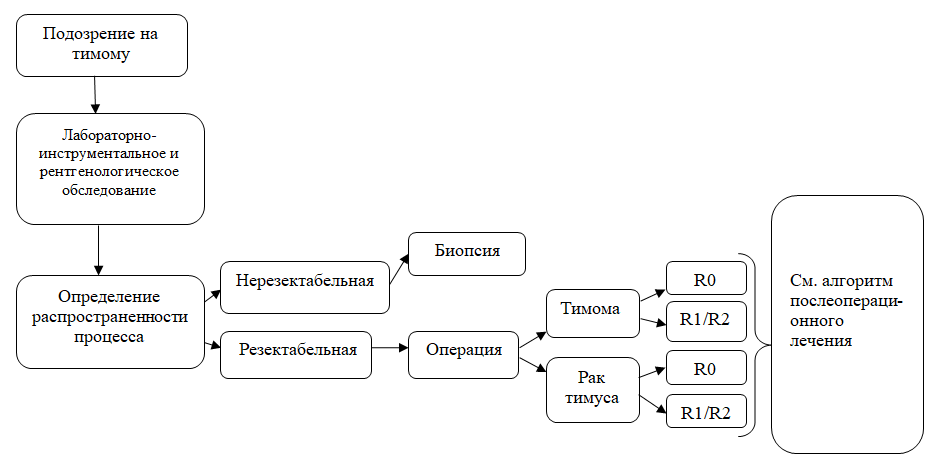 Подозрение на
тимому
Лабораторно-
инструментальное и
рентгенологическое
обследование
Определение
распространенности
процесса
Нерезектабельная
Биопсия
Резектабельная
Операция
Тимома
R0
R1/R2
Рак
тимуса
R0
R1/R2
См. алгоритм
послеопераци-
онного
лечения